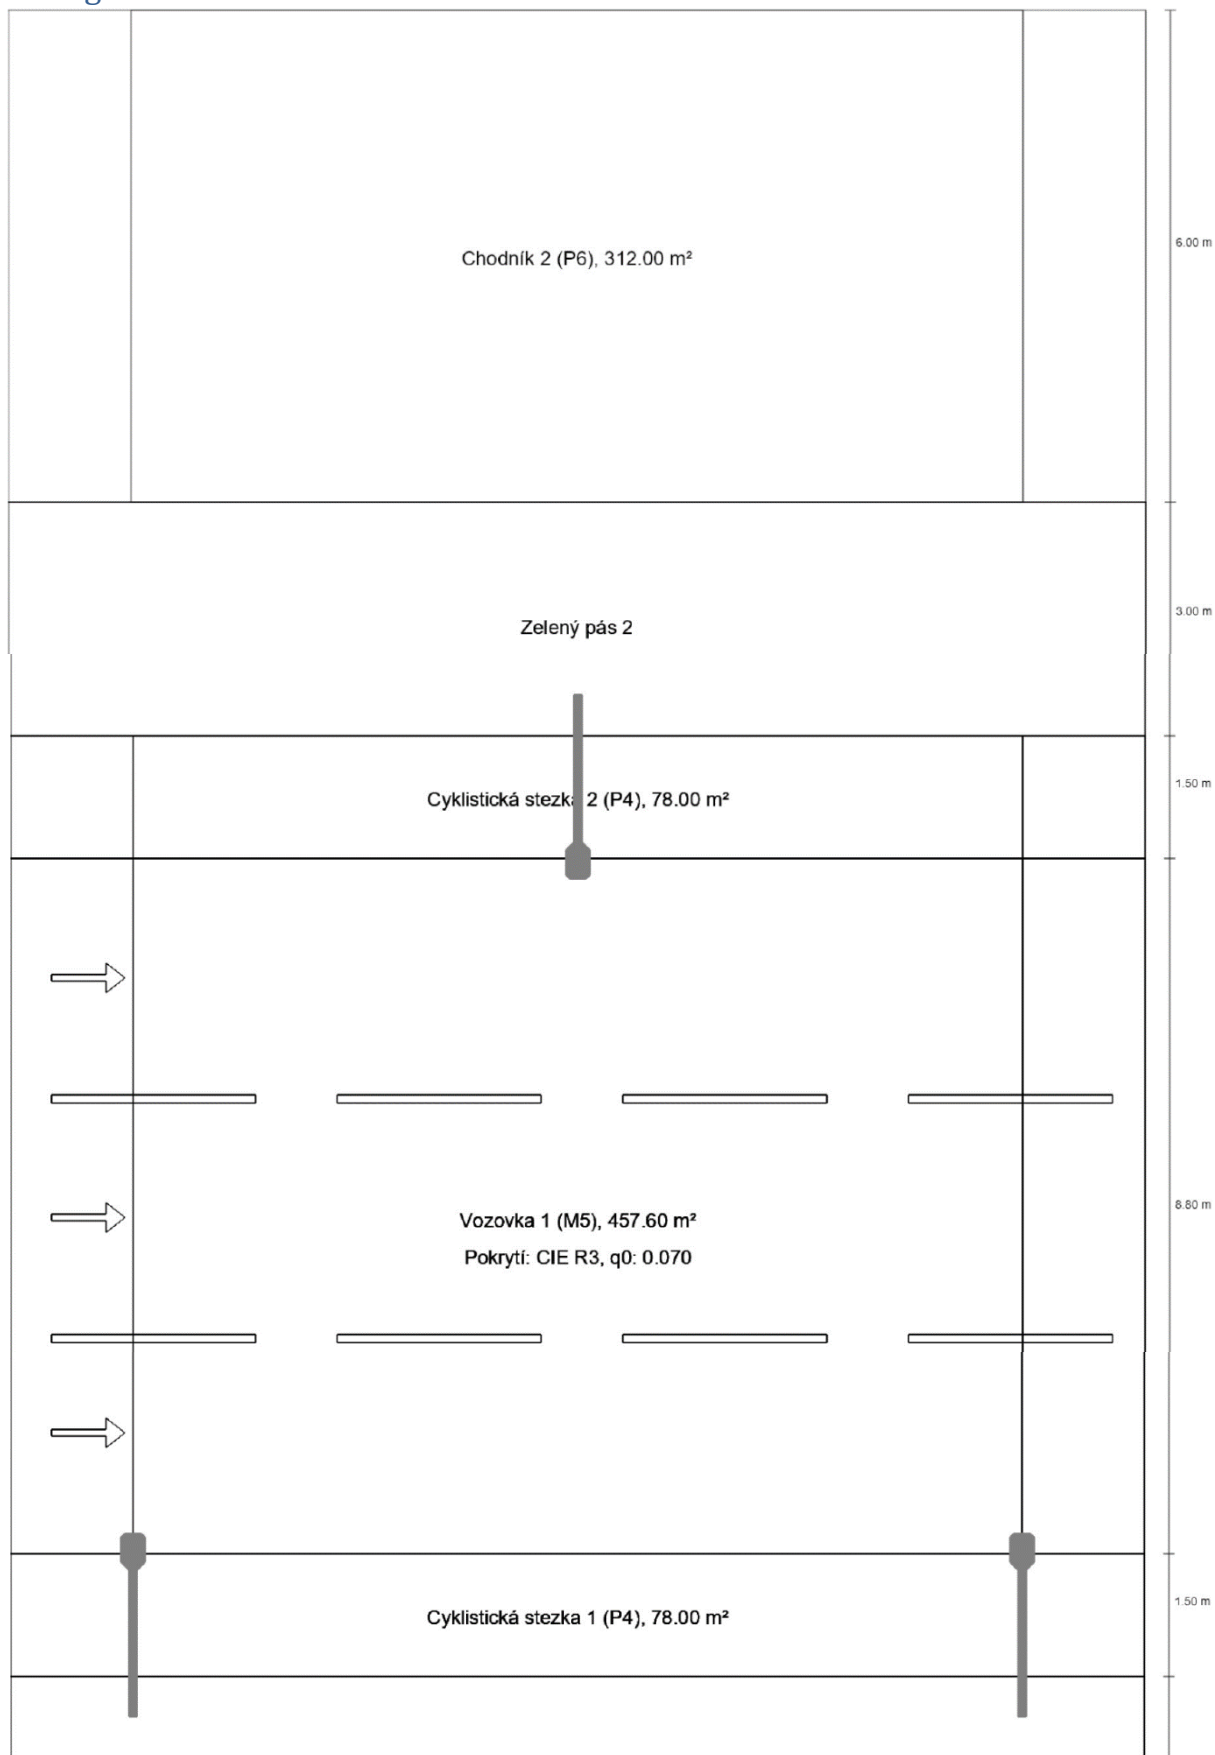 Chodník 2 (P6), 312.00 m²
6.00 m
Zelený pás 2
3.00 m
Cyklistická stezka 2 (P4), 78.00 m²
1.50 m
Vozovka 1 (M5), 457.60 m²
8.80 m
Pokrytí: CIE R3, q0: 0.070
Cyklistická stezka 1 (P4), 78.00 m²
1.50 m